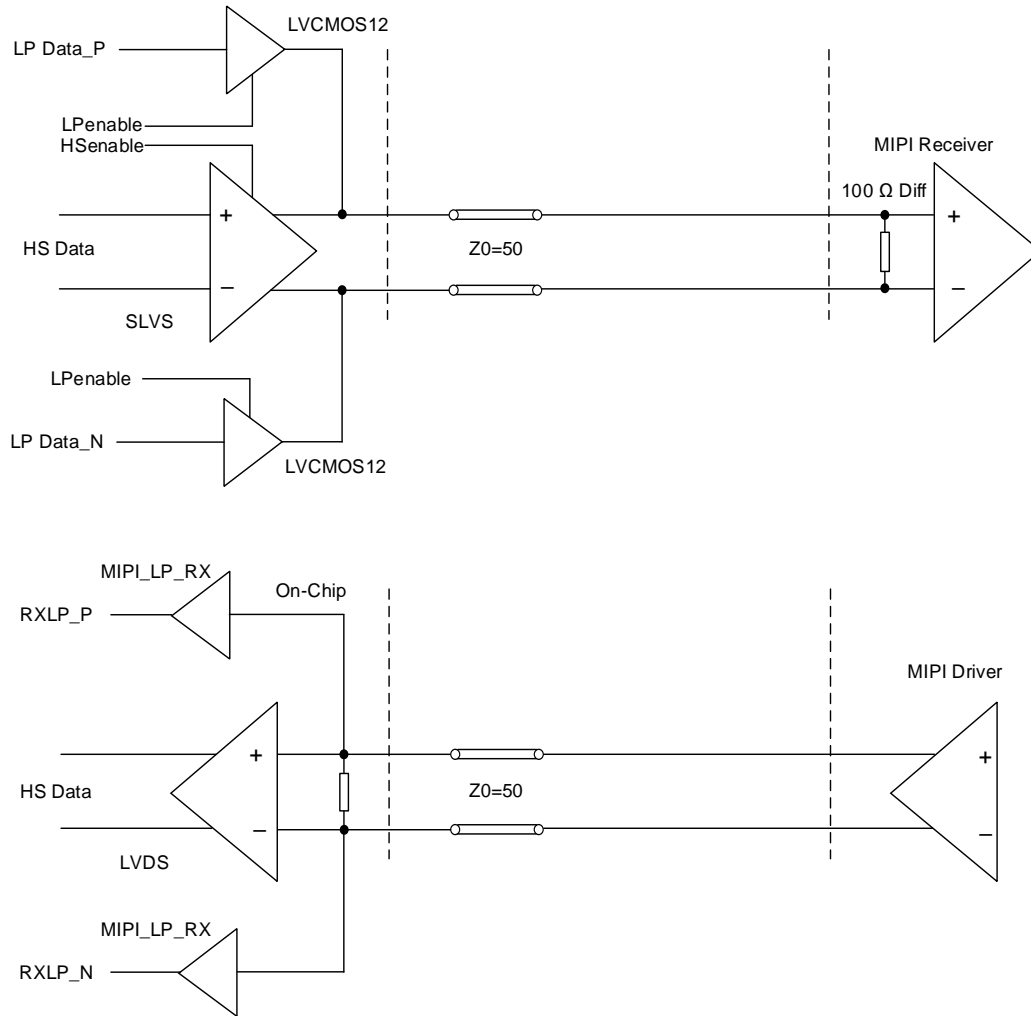 LVCMOS12
LP Data_P
LPenable
HSenable
MIPI Receiver
100 Ω Diff
+
+
HS Data
Z0=50
−
−
SLVS
LPenable
LP Data_N
LVCMOS12
MIPI_LP_RX
On-Chip
RXLP_P
MIPI Driver
+
+
HS Data
Z0=50
−
−
LVDS
MIPI_LP_RX
RXLP_N